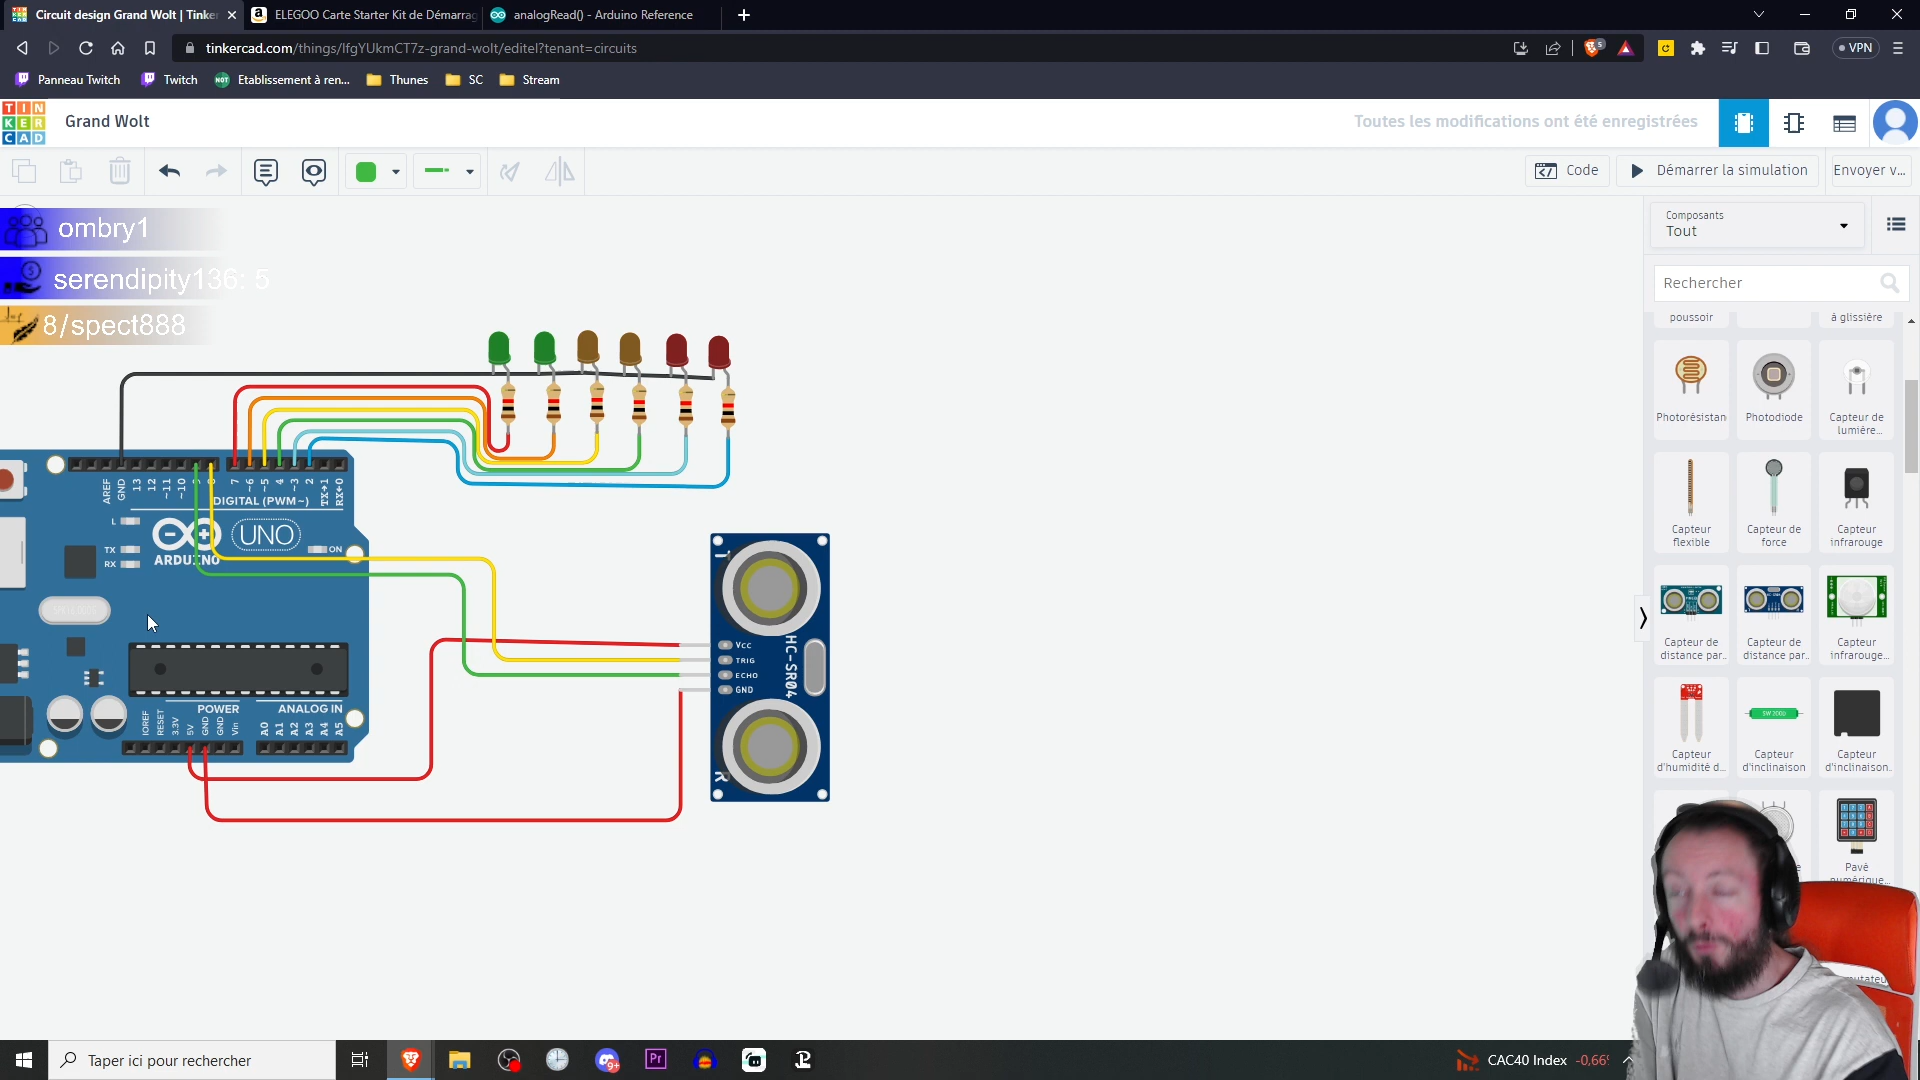 Circuit design Grand Wolt | Tinke
ELEGOO Carte Starter Kit de Démarrag
analogRead() - Arduino Reference
tinkercad.com/things/lfgYUkmCT7z-grand-wolt/editel?tenant=circuits
VPN
Panneau Twitch
Twitch
Etablissement à ren...
Thunes
SC
Stream
TIN
KER
CAD
Grand Wolt
Toutes les modifications ont été enregistrées
Code
Démarrer la simulation
Envoyer v...
Composants
Tout
Rechercher
ombry1
serendipity136: 5
8/spect888
poussoir
à glissière
Photorésistan
Photodiode
Capteur de
lumière...
Capteur
flexible
Capteur de
force
Capteur
infrarouge
Capteur de
distance par..
Capteur de
distance par..
Capteur
infrarouge...
Capteur
d'humidité d...
Capteur
d'inclinaison
Capteur
d'inclinaison.
Pavé
numérique...
AREF
GND
13
12
~11
~10
7
~6
~5
4
~3
2
TX→1
RX←0
DIGITAL (PWM~)
L
TX
RX
ARDUINO
UNO
ON
POWER
ANALOG IN
IOREF
RESET
3.3V
5V
GND
GND
Vin
A0
A1
A2
A3
A4
A5
T
Vcc
TRIG
ECHO
GND
HC-SR04
R
Taper ici pour rechercher
CAC40 Index -0,66%